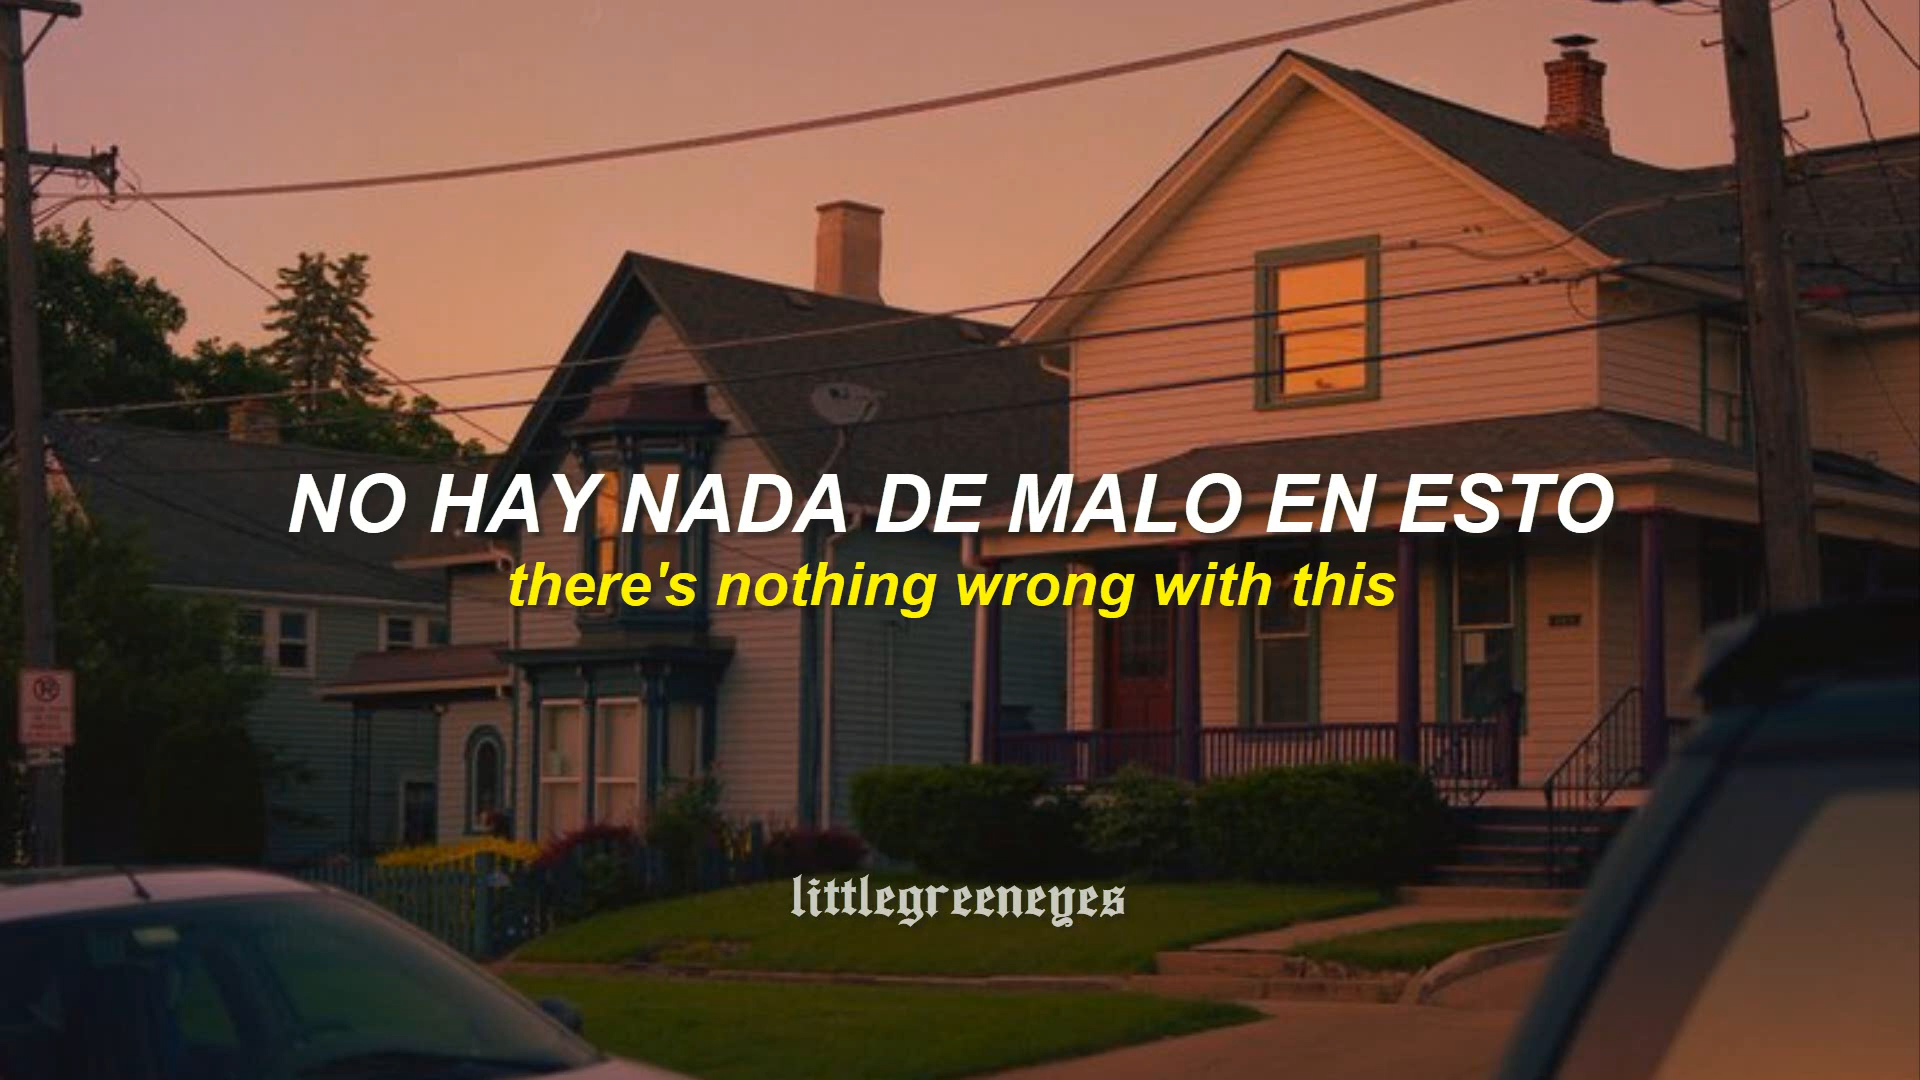 NO HAY NADA DE MALO EN ESTO
there's nothing wrong with this
littlegreeneyes